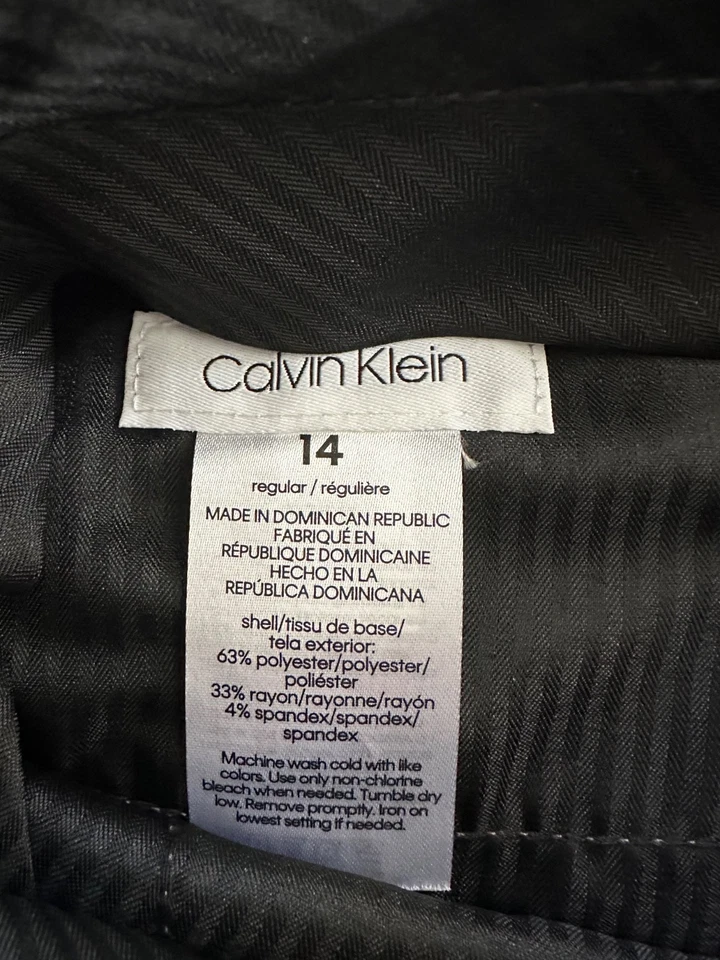 Calvin Klein
14
regular / régulière
MADE IN DOMINICAN REPUBLIC
FABRIQUÉ EN
RÉPUBLIQUE DOMINICAINE
HECHO EN LA
REPÚBLICA DOMINICANA
shell/tissu de base/
tela exterior:
63% polyester/polyester/
poliéster
33% rayon/rayonne/rayón
4% spandex/spandex/
spandex
Machine wash cold with like
colors. Use only non-chlorine
bleach when needed. Tumble dry
low. Remove promptly. Iron on
lowest setting if needed.